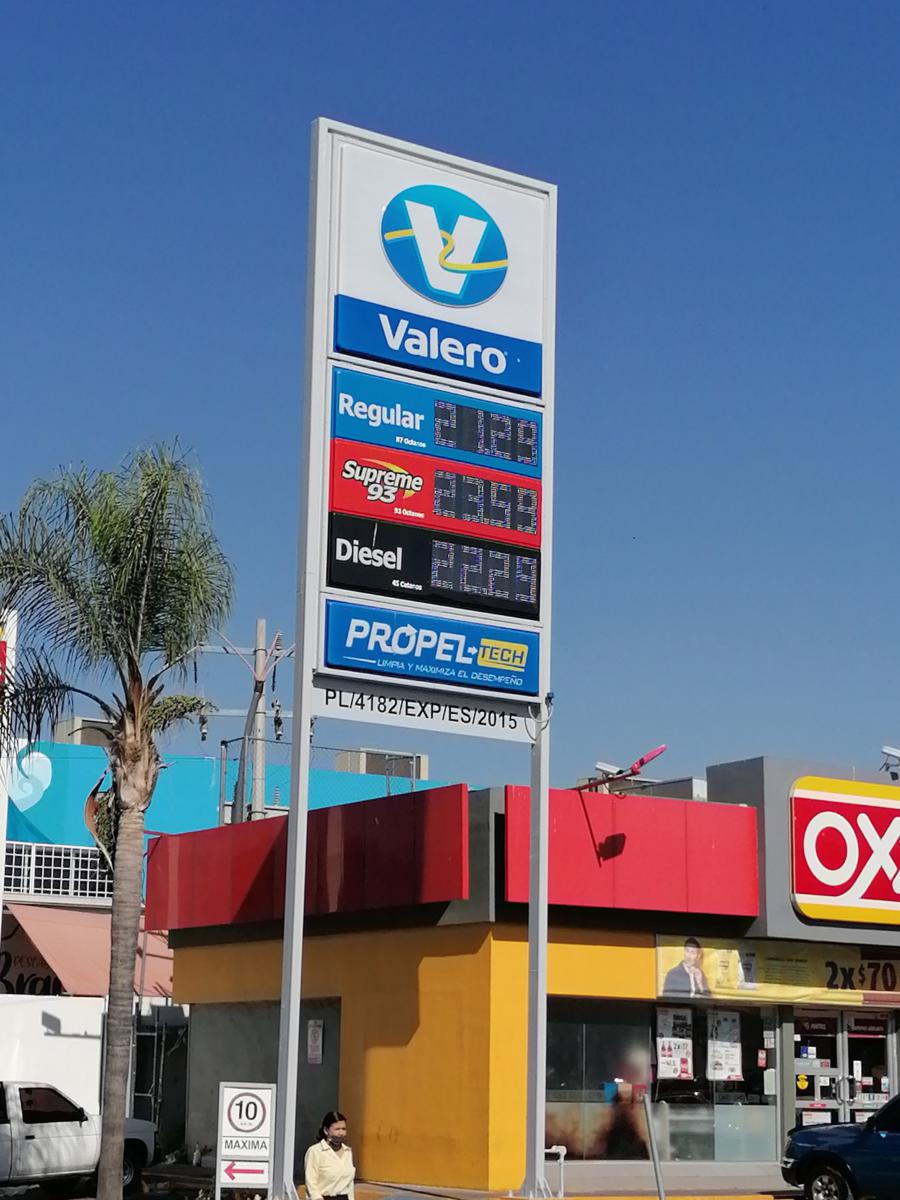 Valero
Regular
87 Octanos
Supreme
93
93 Octanos
Diesel
45 Cetanos
PROPEL TECH
LIMPIA Y MAXIMIZA EL DESEMPEÑO
PL/4182/EXP/ES/2015
OXX
2x$70
10
MAXIMA